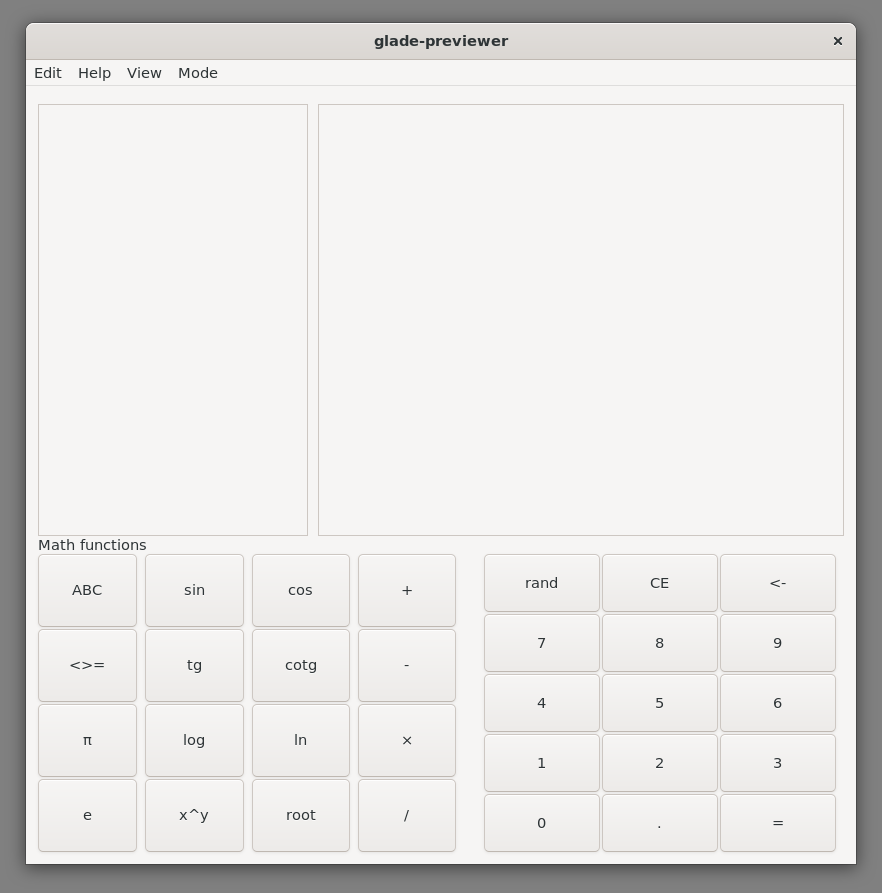 glade-previewer ×
Edit Help View Mode
Math functions
ABC sin cos + rand CE <-
7 8 9
<>= tg cotg -
4 5 6
π log ln ×
1 2 3
e x^y root /
0 . =